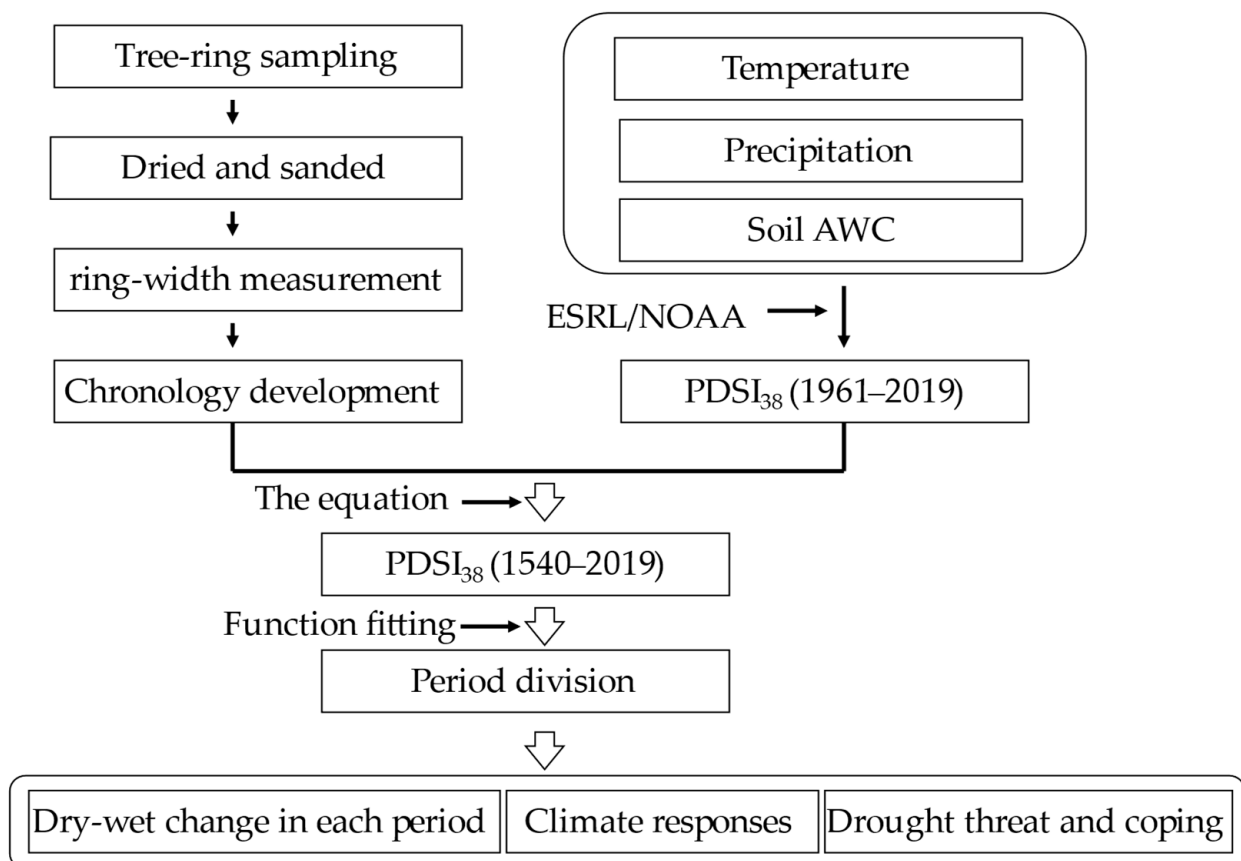 Tree-ring sampling
Dried and sanded
ring-width measurement
Chronology development
Temperature
Precipitation
Soil AWC
ESRL/NOAA
PDSI₃₈ (1961–2019)
The equation
PDSI₃₈ (1540–2019)
Function fitting
Period division
Dry-wet change in each period
Climate responses
Drought threat and coping